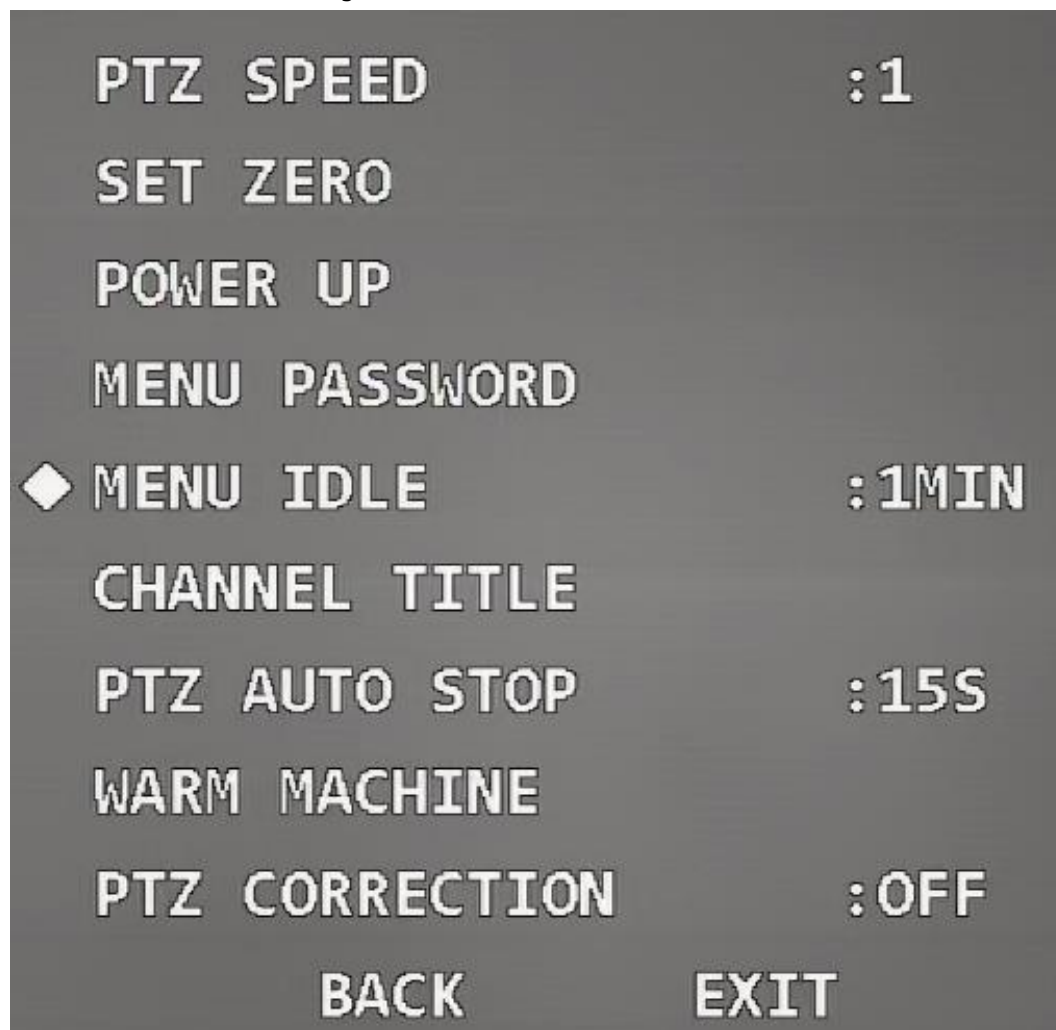 PTZ SPEED :1
SET ZERO
POWER UP
MENU PASSWORD
MENU IDLE :1MIN
CHANNEL TITLE
PTZ AUTO STOP :15S
WARM MACHINE
PTZ CORRECTION :OFF
BACK EXIT